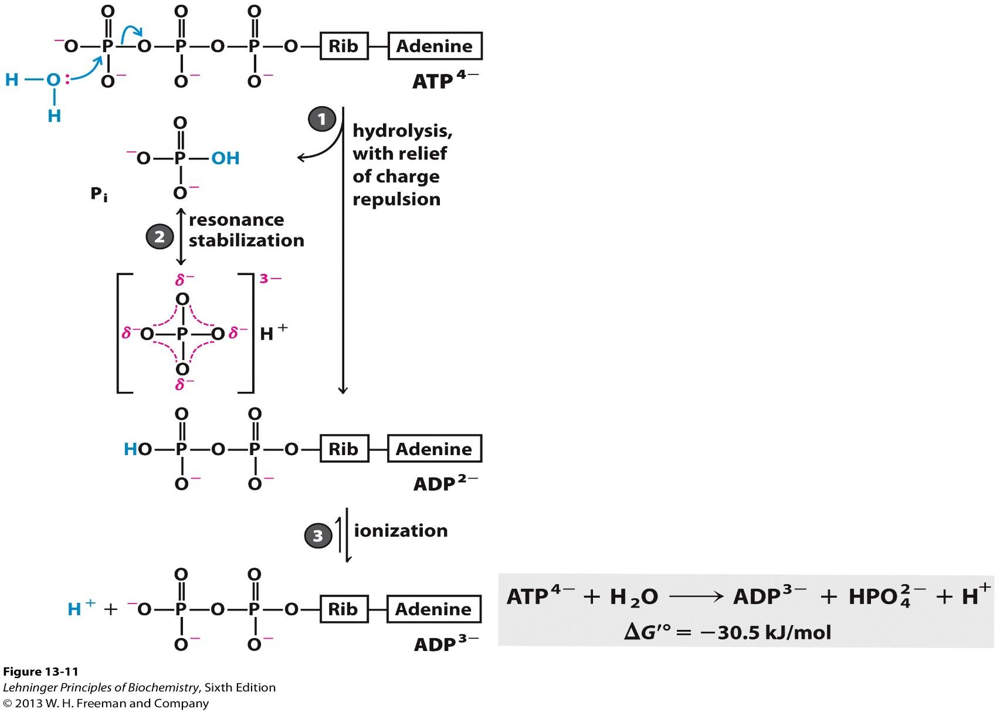 O O O
⁻O—P—O—P—O—P—O—Rib—Adenine
H—O: O⁻ O⁻ O⁻ ATP⁴⁻
H
1
hydrolysis,
with relief
of charge
repulsion
O
⁻O—P—OH
O⁻
Pᵢ
2
resonance
stabilization
δ⁻ 3−
O
δ⁻O—P—Oδ⁻ H⁺
O
δ⁻
O O
HO—P—O—P—O—Rib—Adenine
O⁻ O⁻ ADP²⁻
3
ionization
O O
H⁺ + ⁻O—P—O—P—O—Rib—Adenine
O⁻ O⁻ ADP³⁻
ATP⁴⁻ + H₂O ⟶ ADP³⁻ + HPO₄²⁻ + H⁺
ΔG′° = −30.5 kJ/mol
Figure 13-11
Lehninger Principles of Biochemistry, Sixth Edition
© 2013 W. H. Freeman and Company